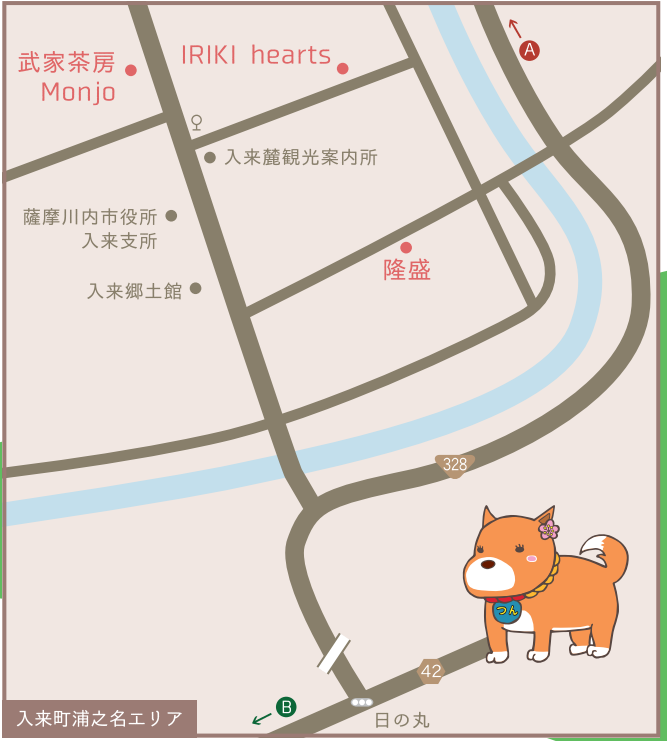 A
IRIKI hearts
武家茶房
Monjo
入来麓観光案内所
薩摩川内市役所
入来支所
隆盛
入来郷土館
328
つん
42
B
入来町浦之名エリア
日の丸